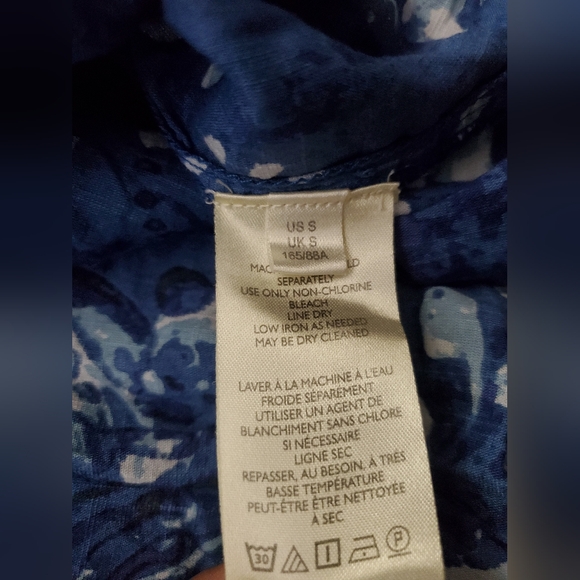 US S
UK S
165/88A
SEPARATELY
USE ONLY NON-CHLORINE
BLEACH
LINE DRY
LOW IRON AS NEEDED
MAY BE DRY CLEANED
LAVER À LA MACHINE À L'EAU
FROIDE SÉPARÉMENT
UTILISER UN AGENT DE
BLANCHIMENT SANS CHLORE
SI NÉCESSAIRE
LIGNE SEC
REPASSER, AU BESOIN, À TRÈS
BASSE TEMPÉRATURE
PEUT-ÊTRE ÊTRE NETTOYÉE
À SEC
30